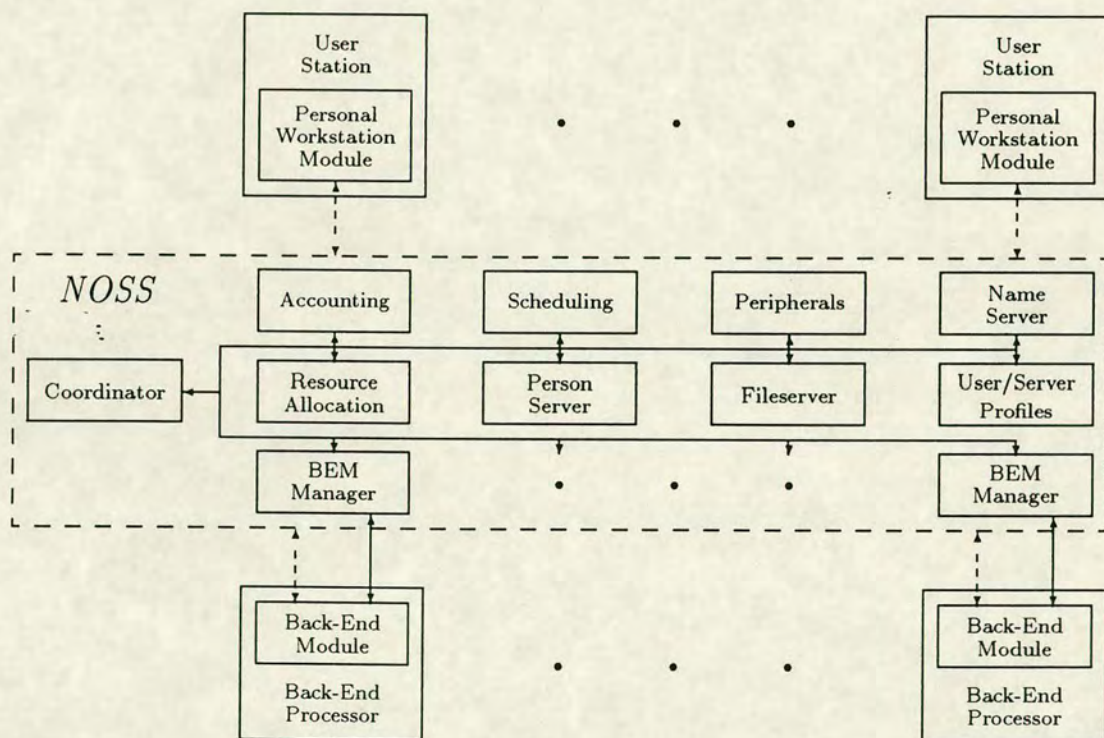 User
Station
Personal
Workstation
Module
User
Station
Personal
Workstation
Module
NOSS
Accounting
Scheduling
Peripherals
Name
Server
Coordinator
Resource
Allocation
Person
Server
Fileserver
User/Server
Profiles
BEM
Manager
BEM
Manager
Back-End
Module
Back-End
Processor
Back-End
Module
Back-End
Processor